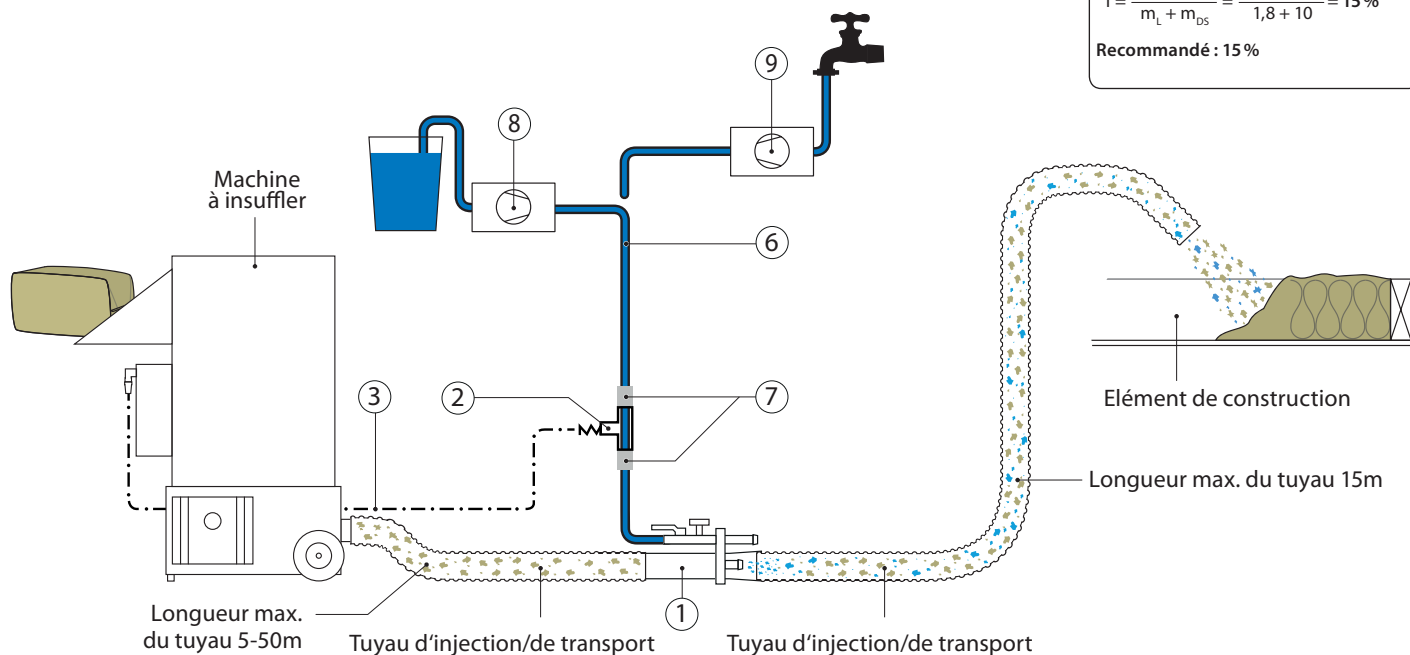 1 = ――― = ――― = 15 %
m_L + m_DS 1,8 + 10
Recommandé : 15 %
9
8
Machine
à insuffler
6
3
2
7
Elément de construction
Longueur max. du tuyau 15m
1
Longueur max.
du tuyau 5-50m
Tuyau d‘injection/de transport
Tuyau d‘injection/de transport